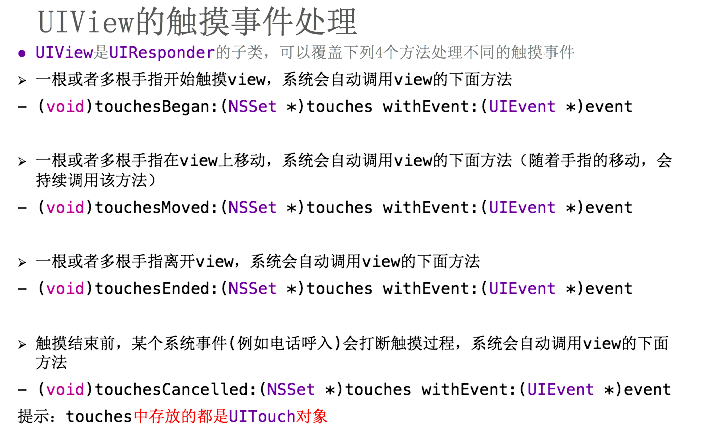 UIView的触摸事件处理
● UIView是UIResponder的子类，可以覆盖下列4个方法处理不同的触摸事件
➢ 一根或者多根手指开始触摸view，系统会自动调用view的下面方法
- (void)touchesBegan:(NSSet *)touches withEvent:(UIEvent *)event
➢ 一根或者多根手指在view上移动，系统会自动调用view的下面方法（随着手指的移动，会
持续调用该方法）
- (void)touchesMoved:(NSSet *)touches withEvent:(UIEvent *)event
➢ 一根或者多根手指离开view，系统会自动调用view的下面方法
- (void)touchesEnded:(NSSet *)touches withEvent:(UIEvent *)event
➢ 触摸结束前，某个系统事件(例如电话呼入)会打断触摸过程，系统会自动调用view的下面
方法
- (void)touchesCancelled:(NSSet *)touches withEvent:(UIEvent *)event
提示：touches中存放的都是UITouch对象